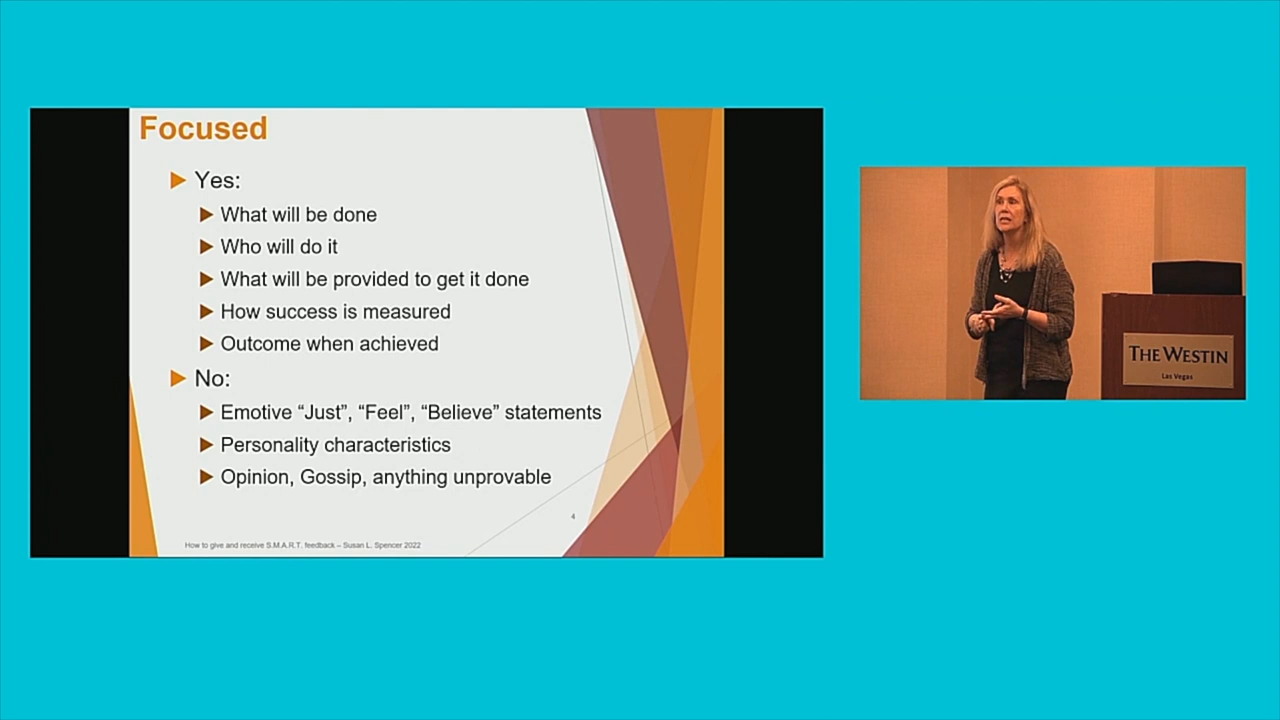 Focused
Yes:
What will be done
Who will do it
What will be provided to get it done
How success is measured
Outcome when achieved
No:
Emotive “Just”, “Feel”, “Believe” statements
Personality characteristics
Opinion, Gossip, anything unprovable
4
How to give and receive S.M.A.R.T. feedback – Susan L. Spencer 2022
THE WESTIN
Las Vegas